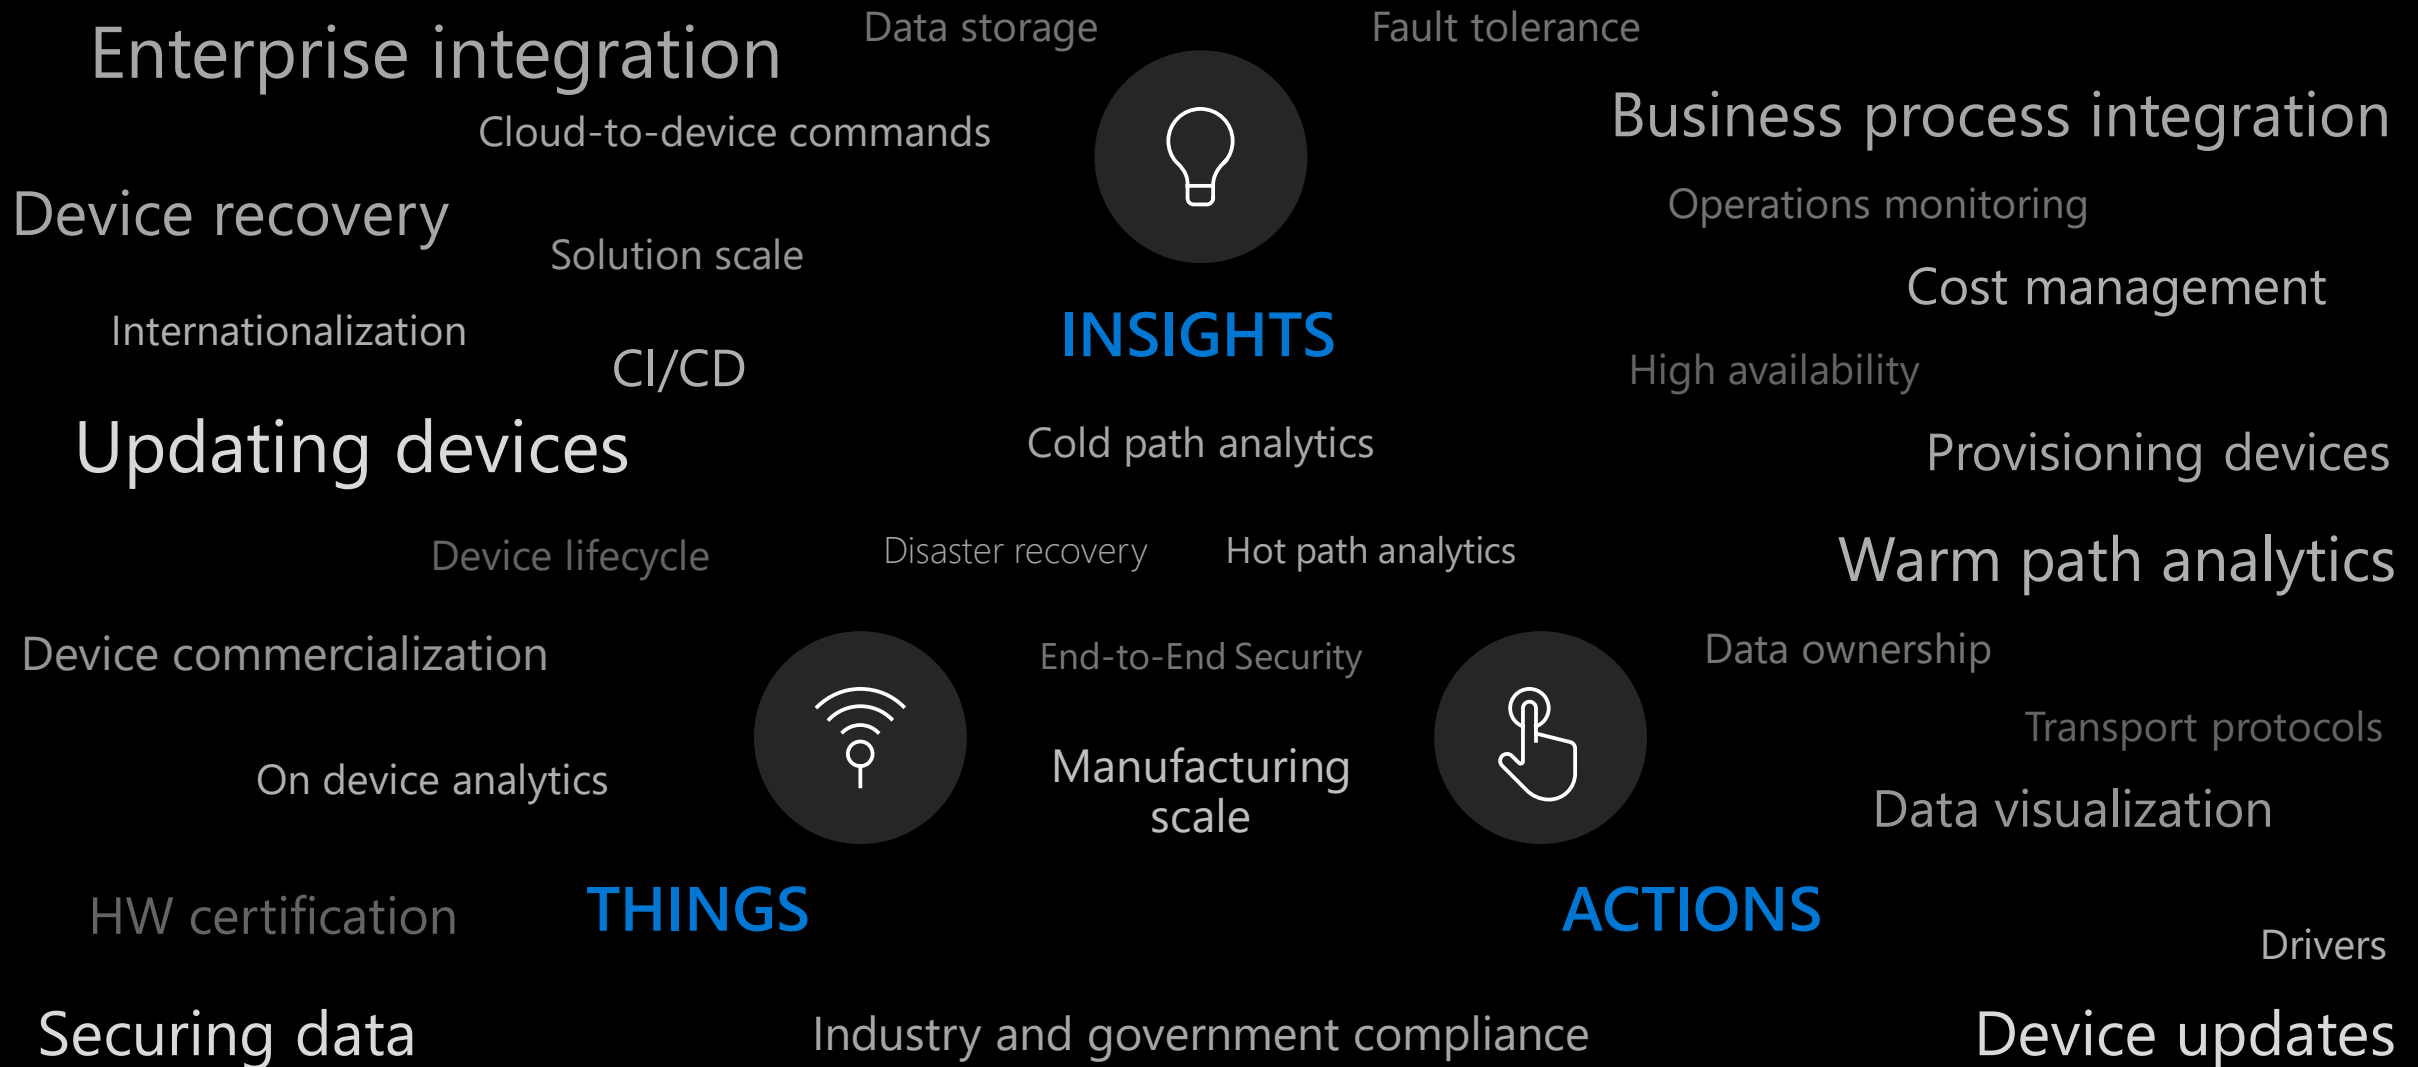 Data storage
Fault tolerance
Enterprise integration
Business process integration
Cloud-to-device commands
Device recovery
Operations monitoring
Solution scale
Cost management
Internationalization
INSIGHTS
CI/CD
High availability
Updating devices
Cold path analytics
Provisioning devices
Device lifecycle
Disaster recovery
Hot path analytics
Warm path analytics
Device commercialization
End-to-End Security
Data ownership
Transport protocols
On device analytics
Manufacturing
scale
Data visualization
HW certification
THINGS
ACTIONS
Drivers
Securing data
Industry and government compliance
Device updates